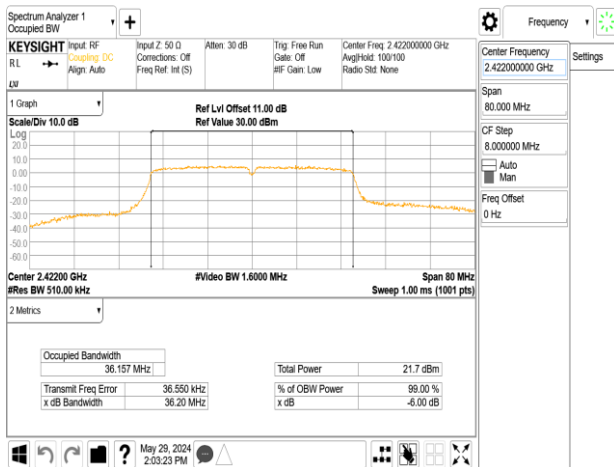 Spectrum Analyzer 1
Occupied BW
Frequency
KEYSIGHT
RL
LXI
Input: RF
Coupling: DC
Align: Auto
Input Z: 50 Ω
Corrections: Off
Freq Ref: Int (S)
Atten: 30 dB
Trig: Free Run
Gate: Off
#IF Gain: Low
Center Freq: 2.422000000 GHz
Avg|Hold: 100/100
Radio Std: None
Center Frequency
2.422000000 GHz
Settings
Span
80.000 MHz
CF Step
8.000000 MHz
Auto
Man
Freq Offset
0 Hz
1 Graph
Ref Lvl Offset 11.00 dB
Scale/Div 10.0 dB
Ref Value 30.00 dBm
Log
20.0
10.0
0.00
-10.0
-20.0
-30.0
-40.0
-50.0
-60.0
Center 2.42200 GHz
#Video BW 1.6000 MHz
Span 80 MHz
#Res BW 510.00 kHz
Sweep 1.00 ms (1001 pts)
2 Metrics
Occupied Bandwidth
36.157 MHz
Total Power 21.7 dBm
Transmit Freq Error 36.550 kHz
% of OBW Power 99.00 %
x dB Bandwidth 36.20 MHz
x dB -6.00 dB
?
May 29, 2024
2:03:23 PM